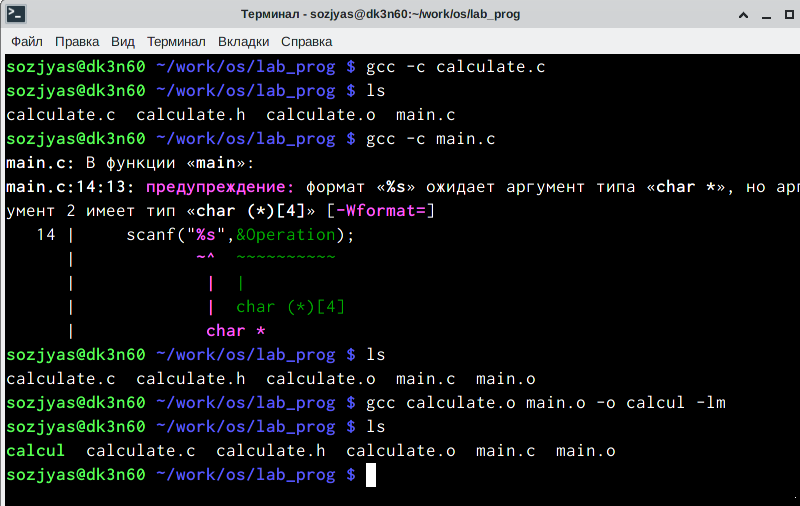 Терминал - sozjyas@dk3n60:~/work/os/lab_prog
Файл Правка Вид Терминал Вкладки Справка
sozjyas@dk3n60 ~/work/os/lab_prog $ gcc -c calculate.c
sozjyas@dk3n60 ~/work/os/lab_prog $ ls
calculate.c  calculate.h  calculate.o  main.c
sozjyas@dk3n60 ~/work/os/lab_prog $ gcc -c main.c
main.c: В функции «main»:
main.c:14:13: предупреждение: формат «%s» ожидает аргумент типа «char *», но арг
умент 2 имеет тип «char (*)[4]» [-Wformat=]
   14 |     scanf("%s",&Operation);
      |            ~^  ~~~~~~~~~~
      |             |  |
      |             |  char (*)[4]
      |             char *
sozjyas@dk3n60 ~/work/os/lab_prog $ ls
calculate.c  calculate.h  calculate.o  main.c  main.o
sozjyas@dk3n60 ~/work/os/lab_prog $ gcc calculate.o main.o -o calcul -lm
sozjyas@dk3n60 ~/work/os/lab_prog $ ls
calcul  calculate.c  calculate.h  calculate.o  main.c  main.o
sozjyas@dk3n60 ~/work/os/lab_prog $